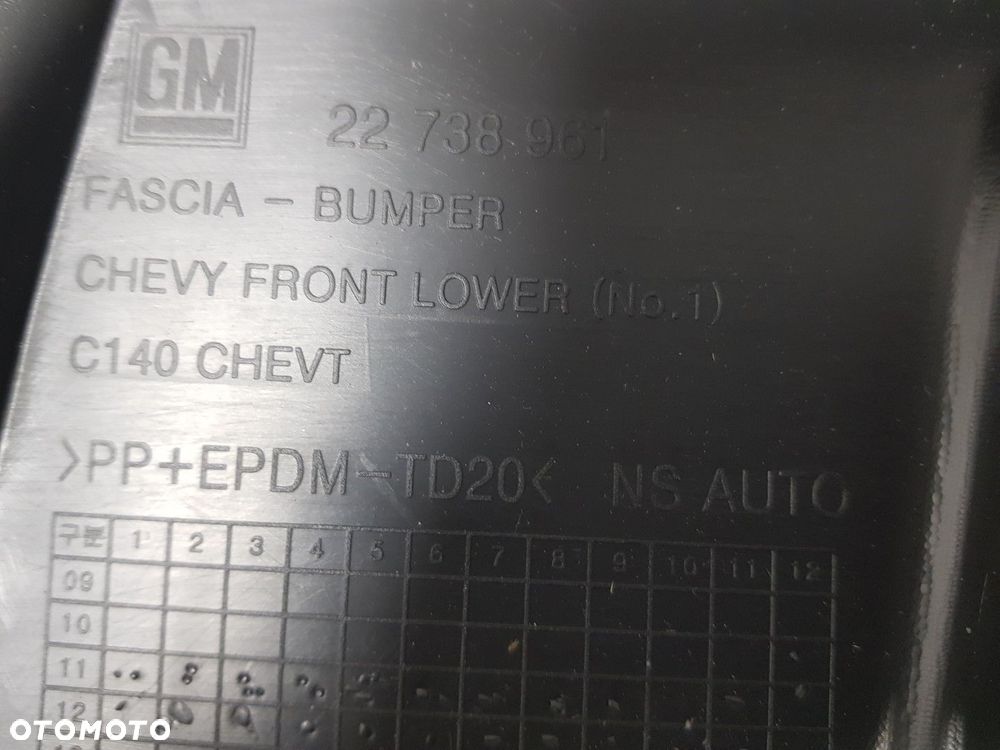 GM
22 738 961
FASCIA - BUMPER
CHEVY FRONT LOWER (No.1)
C140 CHEVT
>PP+EPDM-TD20< NS AUTO
구분 1 2 3 4 5 6 7 8 9 10 11 12
09
10
11
12
OTOMOTO